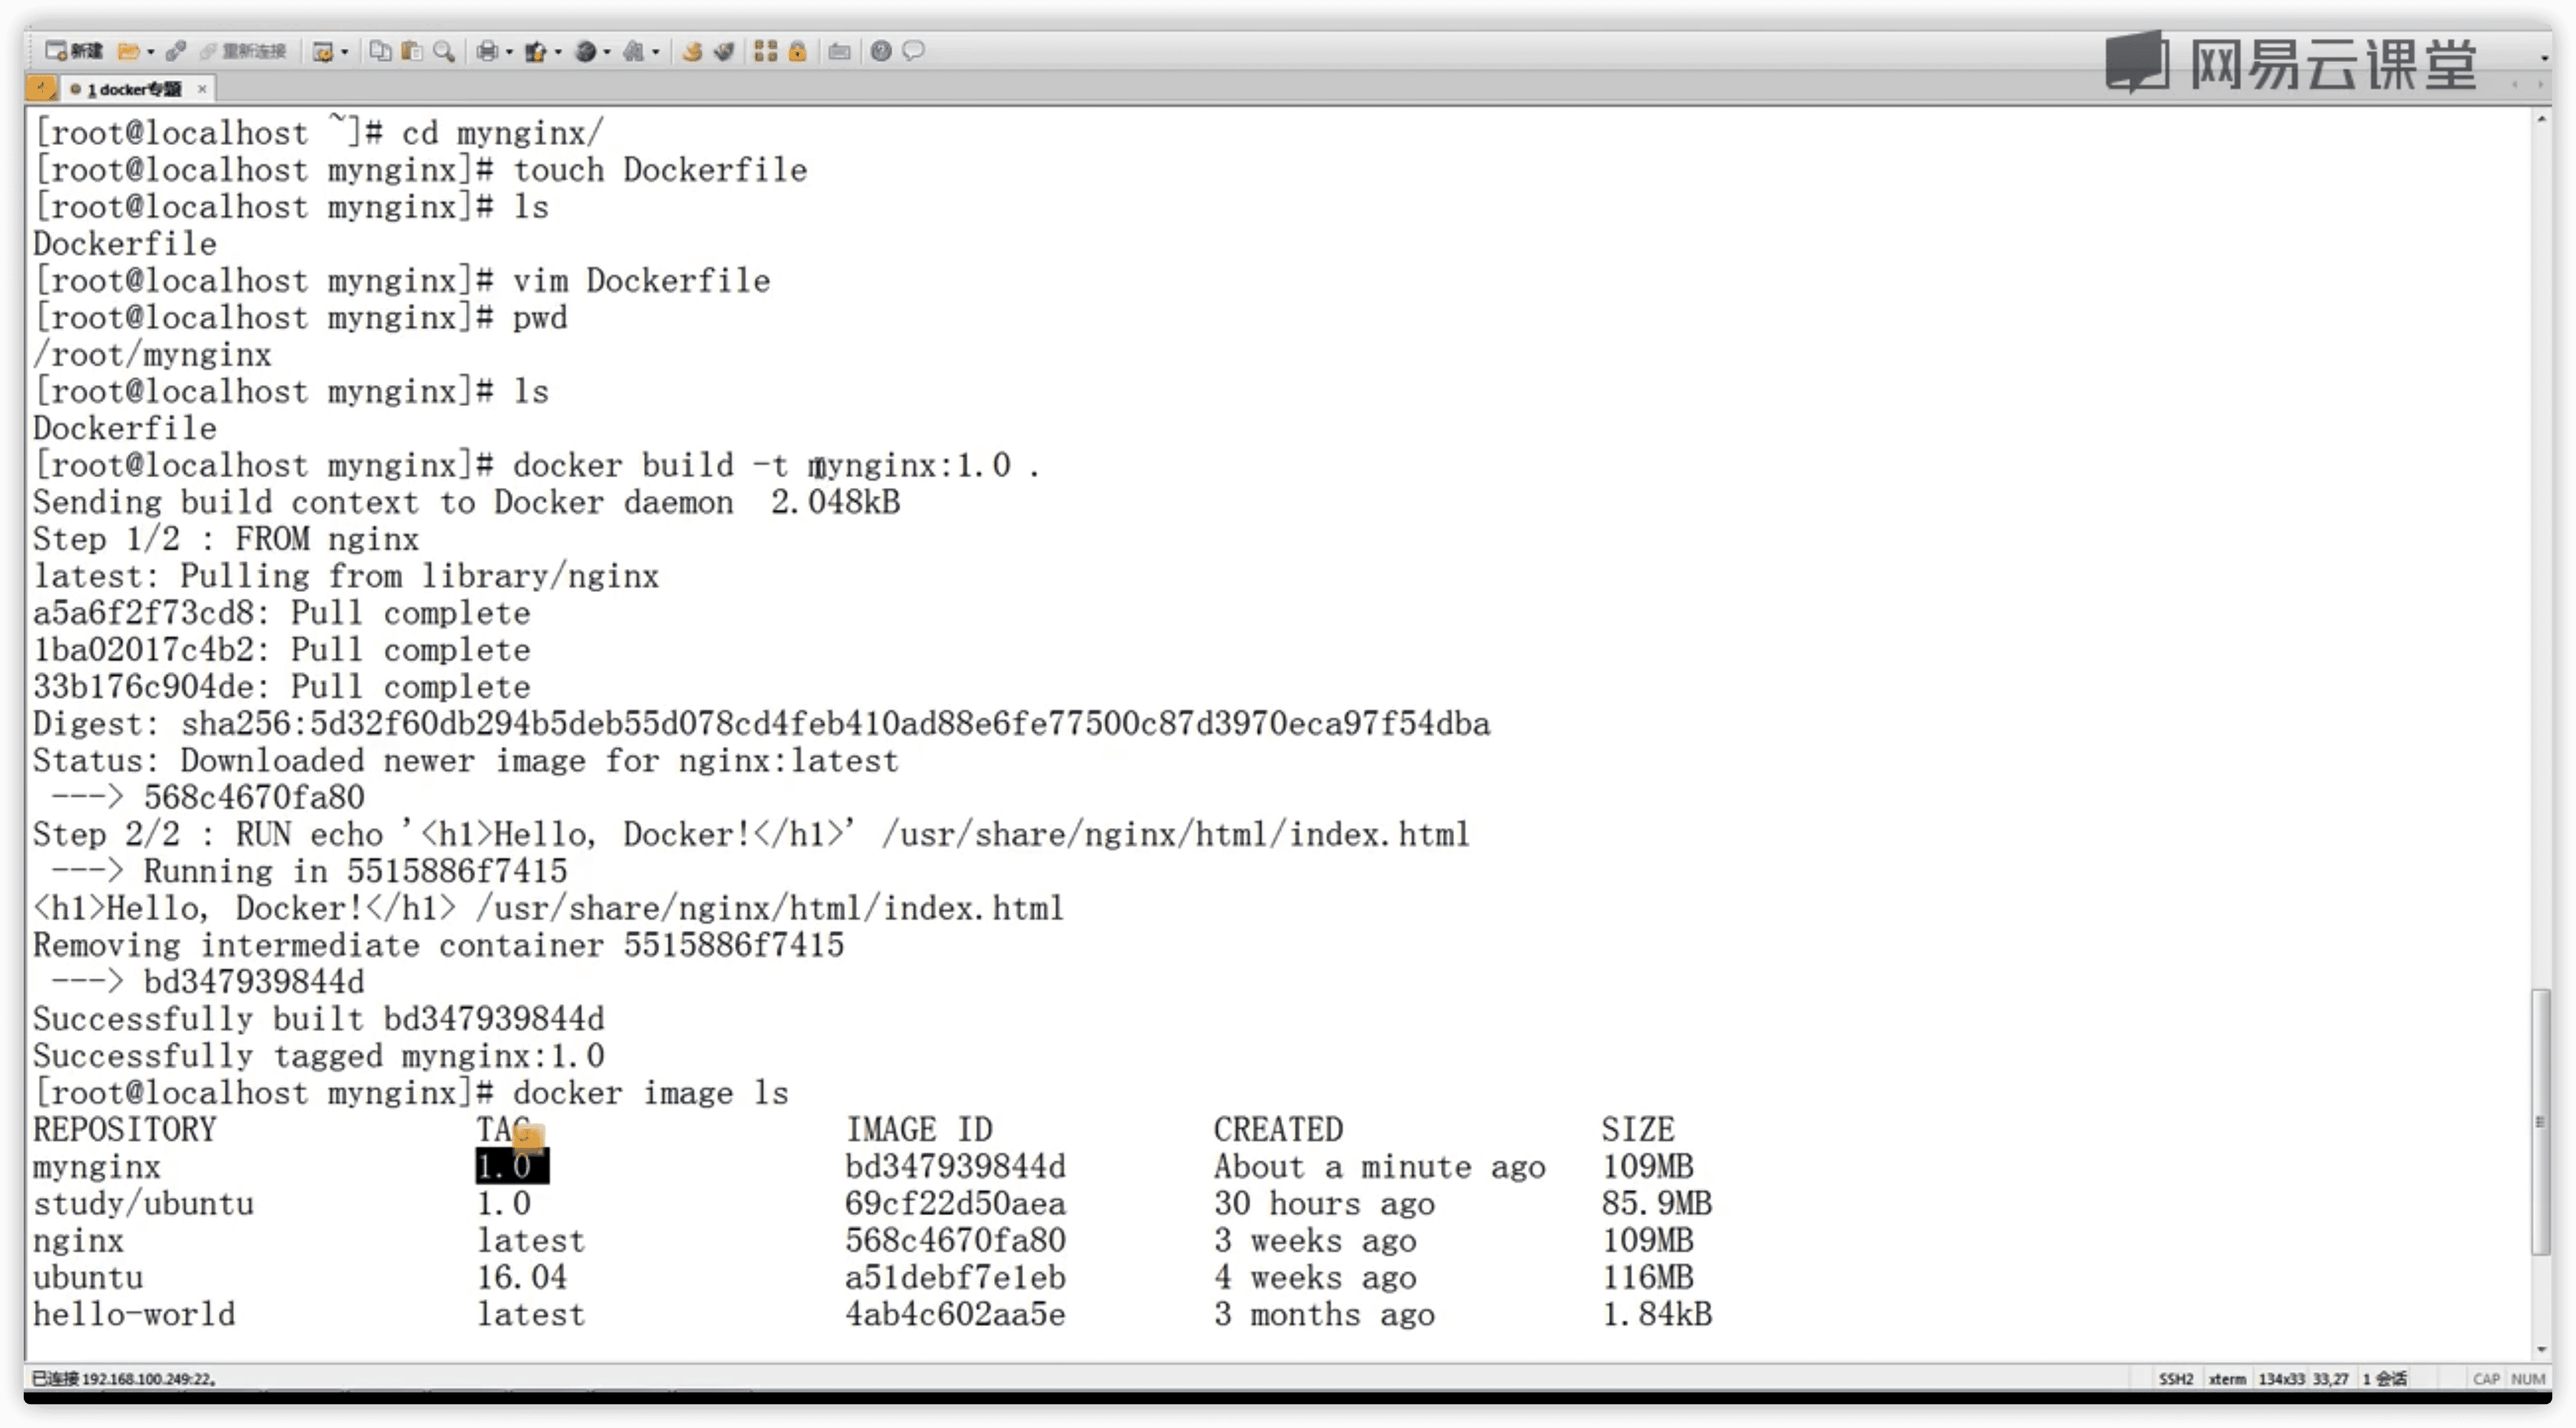 新建 重新连接
网易云课堂
1 docker专题 ×
[root@localhost ~]# cd mynginx/
[root@localhost mynginx]# touch Dockerfile
[root@localhost mynginx]# ls
Dockerfile
[root@localhost mynginx]# vim Dockerfile
[root@localhost mynginx]# pwd
/root/mynginx
[root@localhost mynginx]# ls
Dockerfile
[root@localhost mynginx]# docker build -t mynginx:1.0 .
Sending build context to Docker daemon  2.048kB
Step 1/2 : FROM nginx
latest: Pulling from library/nginx
a5a6f2f73cd8: Pull complete
1ba02017c4b2: Pull complete
33b176c904de: Pull complete
Digest: sha256:5d32f60db294b5deb55d078cd4feb410ad88e6fe77500c87d3970eca97f54dba
Status: Downloaded newer image for nginx:latest
 ---> 568c4670fa80
Step 2/2 : RUN echo '<h1>Hello, Docker!</h1>' /usr/share/nginx/html/index.html
 ---> Running in 5515886f7415
<h1>Hello, Docker!</h1> /usr/share/nginx/html/index.html
Removing intermediate container 5515886f7415
 ---> bd347939844d
Successfully built bd347939844d
Successfully tagged mynginx:1.0
[root@localhost mynginx]# docker image ls
REPOSITORY TAG IMAGE ID CREATED SIZE
mynginx 1.0 bd347939844d About a minute ago 109MB
study/ubuntu 1.0 69cf22d50aea 30 hours ago 85.9MB
nginx latest 568c4670fa80 3 weeks ago 109MB
ubuntu 16.04 a51debf7e1eb 4 weeks ago 116MB
hello-world latest 4ab4c602aa5e 3 months ago 1.84kB
已连接 192.168.100.249:22。 SSH2 xterm 134x33 33,27 1 会话 CAP NUM